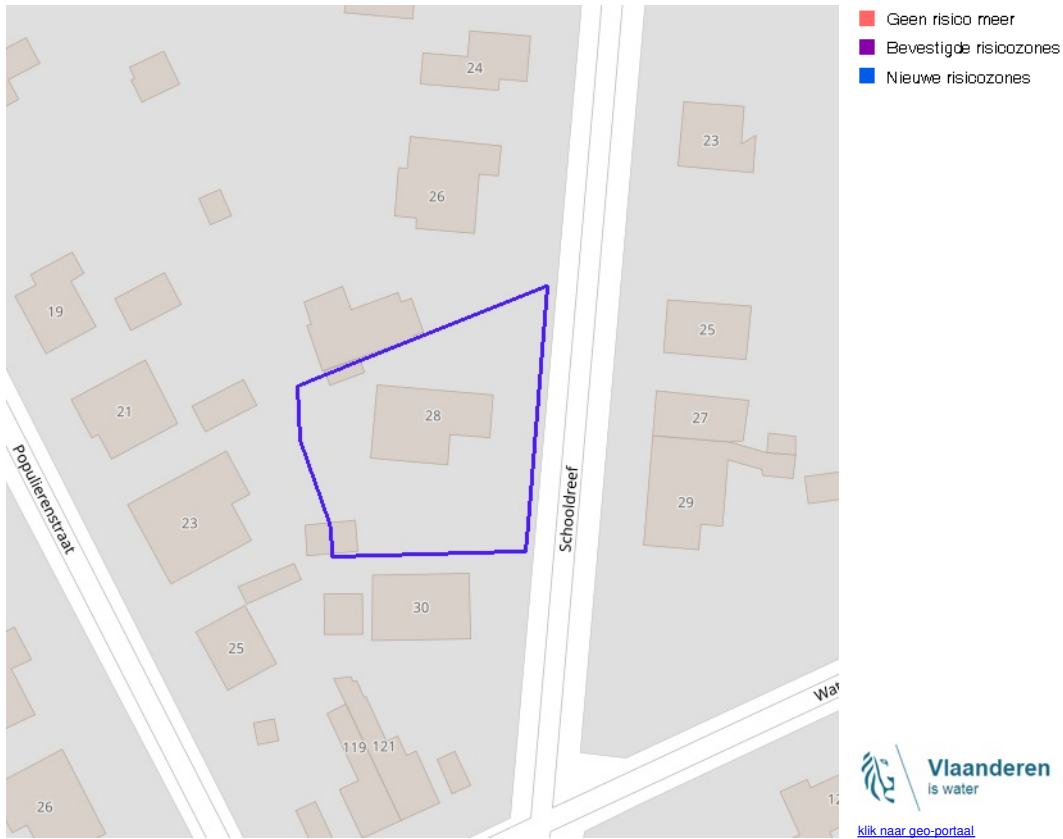 Geen risico meer
Bevestigde risicozones
Nieuwe risicozones
24
23
26
19
25
28
21
27
Populierenstraat
Schooldreef
23
29
30
25
119 121
26
Vlaanderen
is water
klik naar geo-portaal